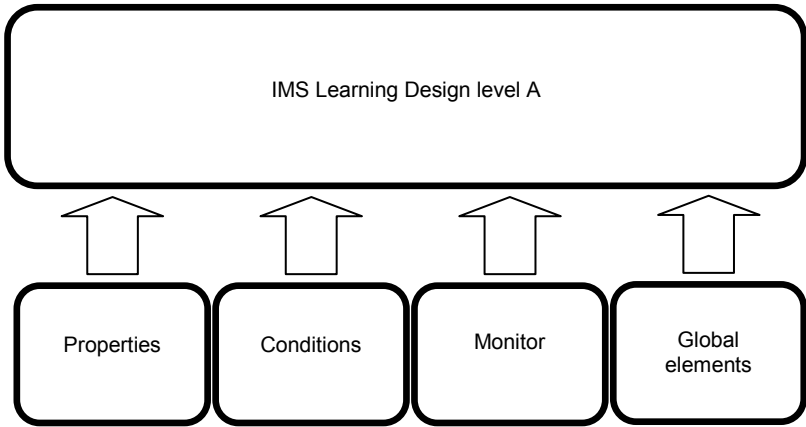 IMS Learning Design level A
Properties
Conditions
Monitor
Global
elements